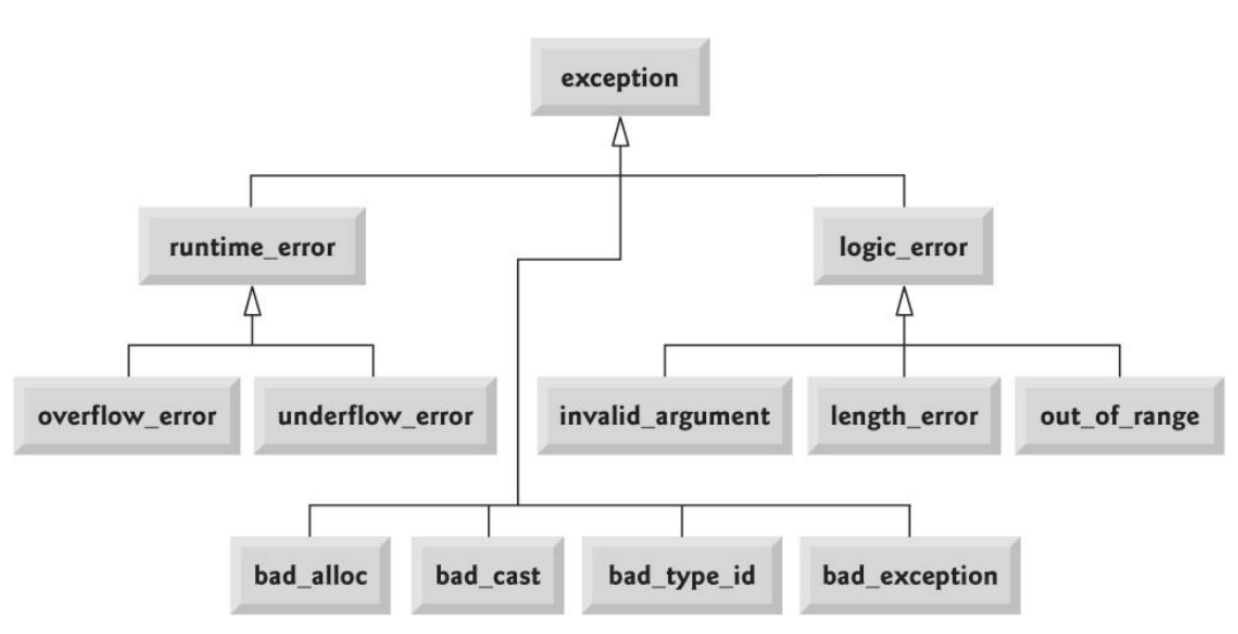 exception
runtime_error
logic_error
overflow_error
underflow_error
invalid_argument
length_error
out_of_range
bad_alloc
bad_cast
bad_type_id
bad_exception